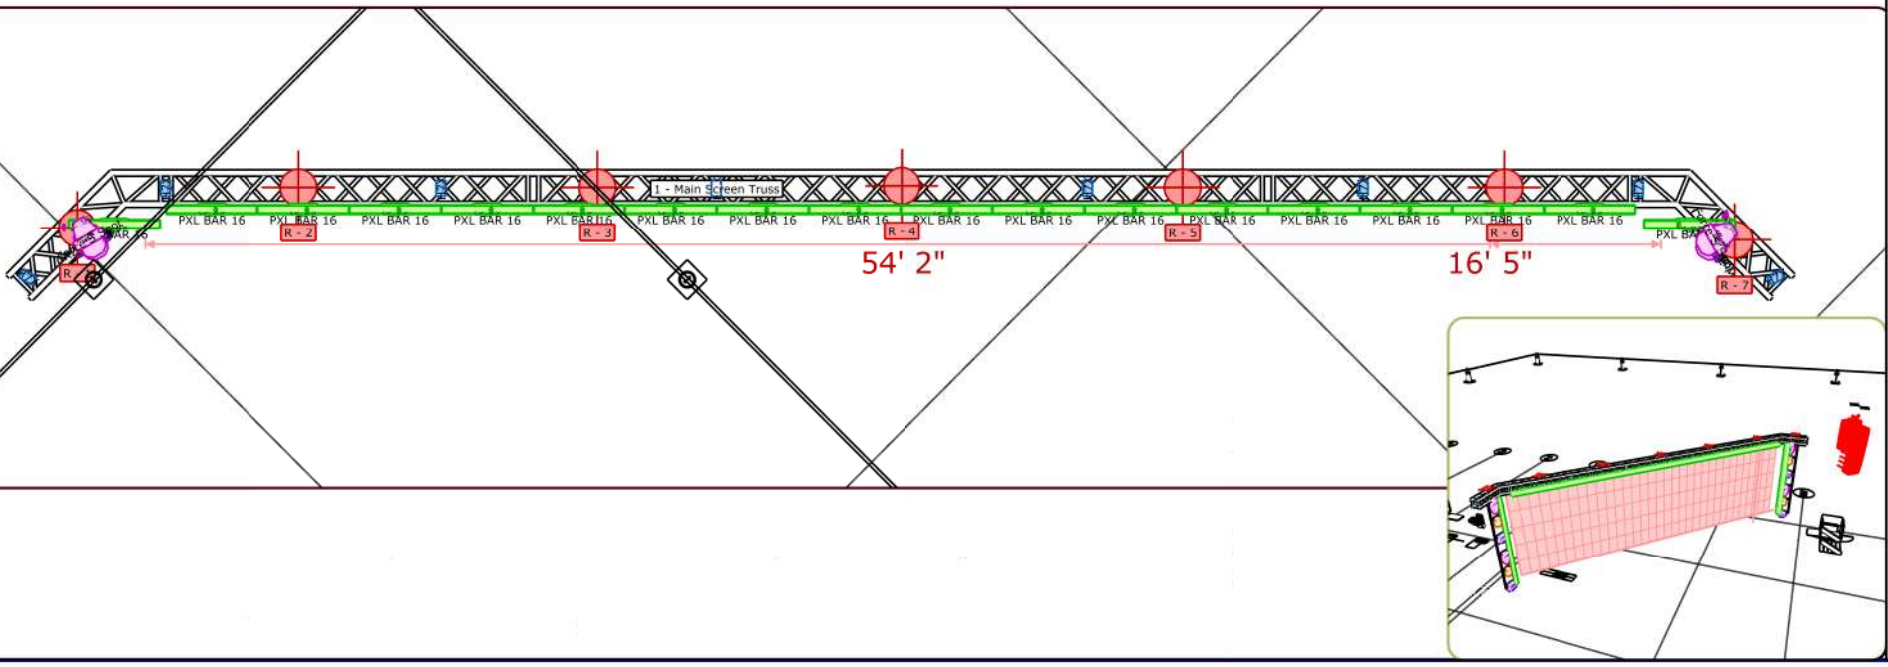 1 - Main Screen Truss
PXL BAR 16 PXL BAR 16 PXL BAR 16 PXL BAR 16 PXL BAR 16 PXL BAR 16 PXL BAR 16 PXL BAR 16 PXL BAR 16 PXL BAR 16 PXL BAR 16 PXL BAR 16 PXL BAR 16 PXL BAR 16 PXL BAR 16 PXL BAR 16
R - 2 R - 3 R - 4 R - 5 R - 6
54' 2" 16' 5"
R - 7